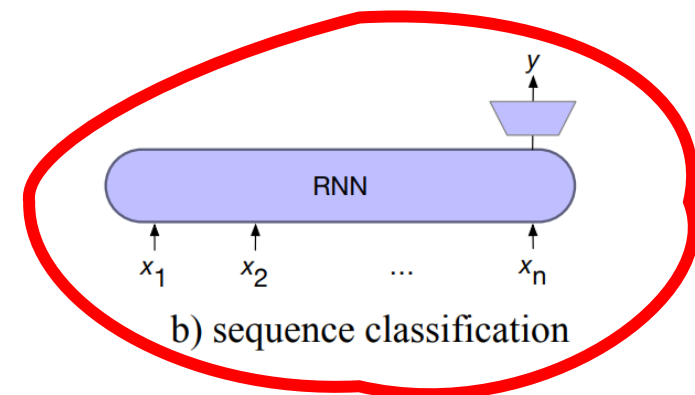 y
RNN
x1 x2 ... xn
b) sequence classification